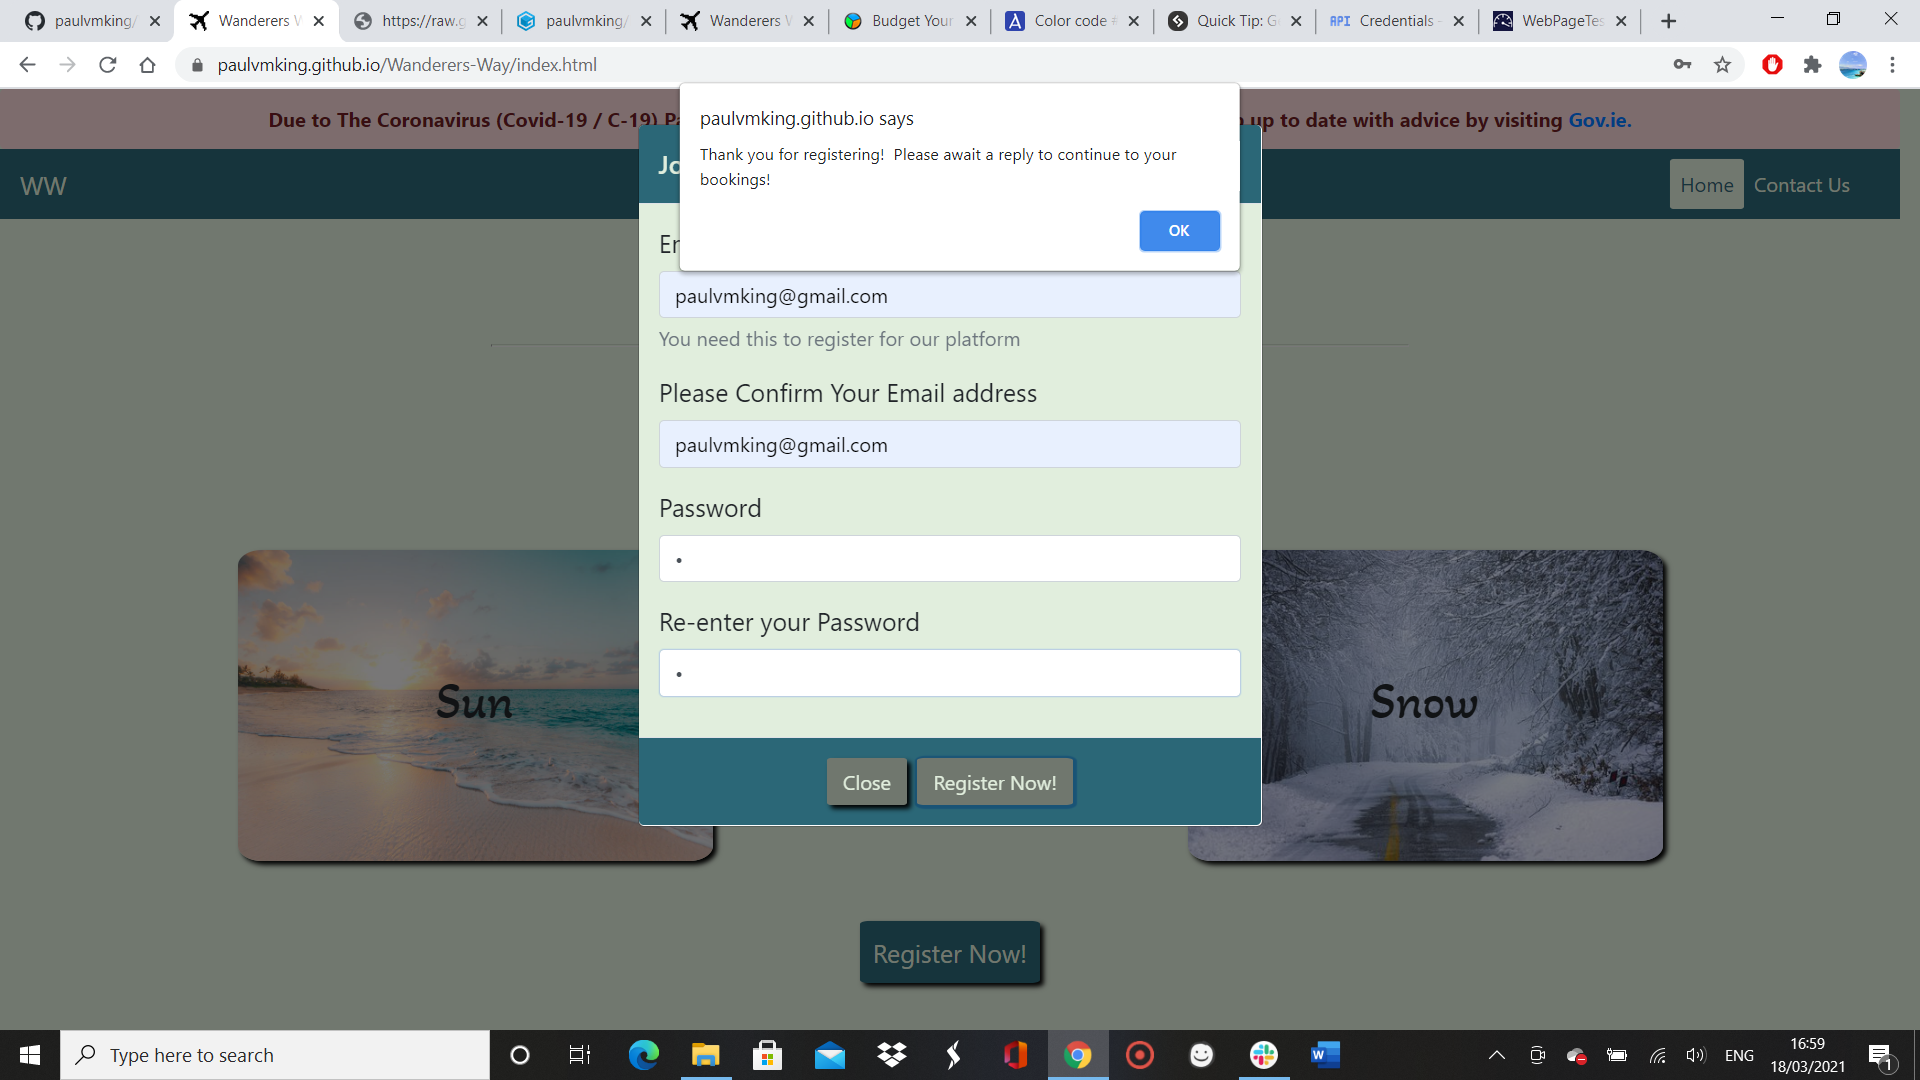 paulvmking/
Wanderers W
https://raw.g
paulvmking/
Wanderers W
Budget Your
Color code #
Quick Tip: G
API Credentials -
WebPageTes
paulvmking.github.io/Wanderers-Way/index.html
Due to The Coronavirus (Covid-19 / C-19) Pa
up to date with advice by visiting Gov.ie.
paulvmking.github.io says
Thank you for registering! Please await a reply to continue to your
bookings!
OK
WW
Jo
Home
Contact Us
Em
paulvmking@gmail.com
You need this to register for our platform
Please Confirm Your Email address
paulvmking@gmail.com
Password
Re-enter your Password
Sun
Snow
Close
Register Now!
Register Now!
Type here to search
ENG
16:59
18/03/2021
1